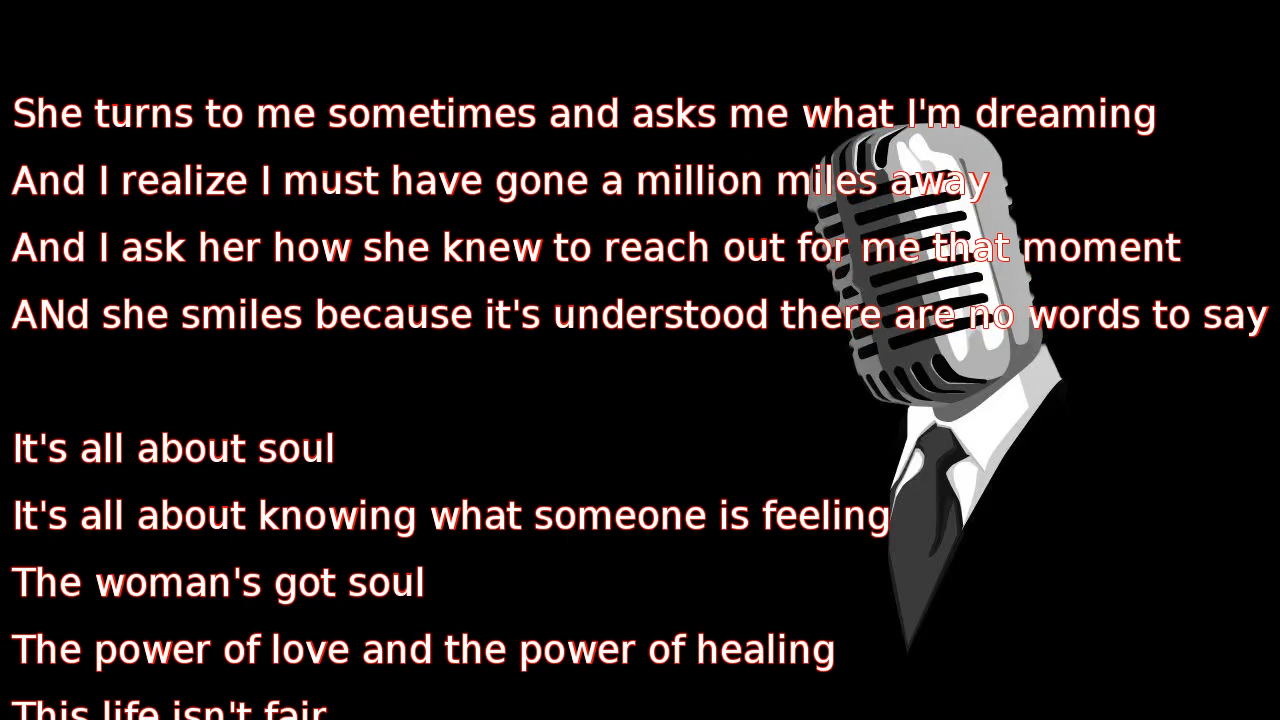 She turns to me sometimes and asks me what I'm dreaming
And I realize I must have gone a million miles away
And I ask her how she knew to reach out for me that moment
ANd she smiles because it's understood there are no words to say
It's all about soul
It's all about knowing what someone is feeling
The woman's got soul
The power of love and the power of healing
This life isn't fair